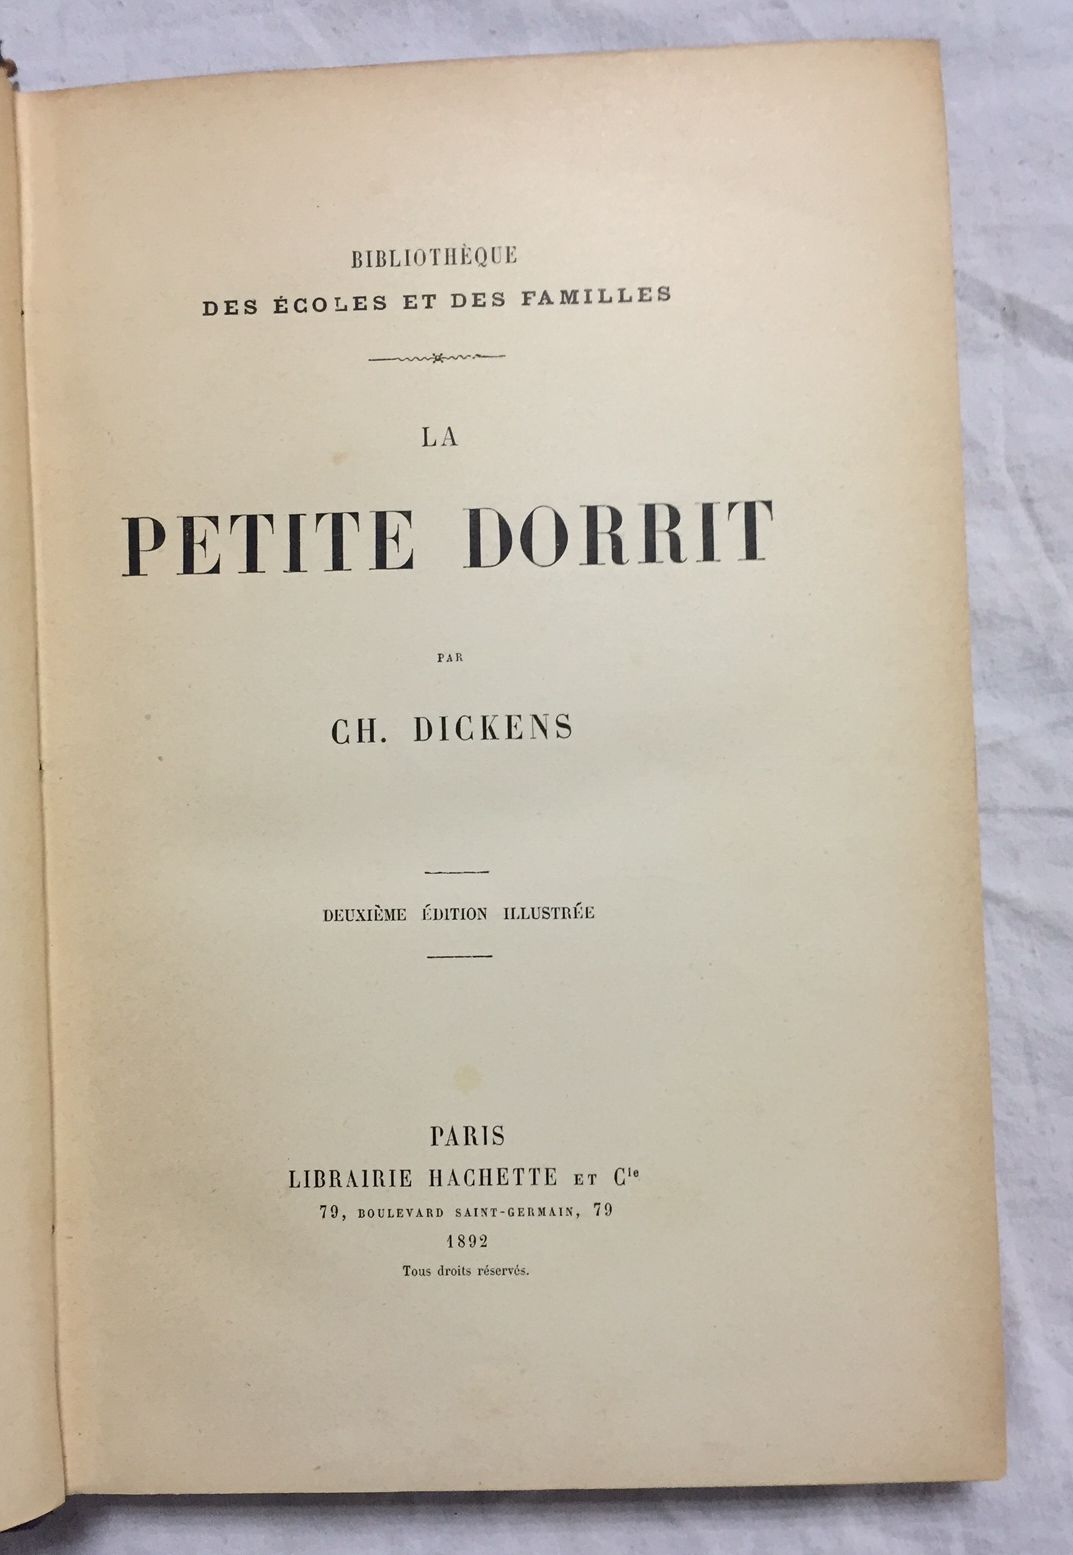 BIBLIOTHÈQUE
DES ÉCOLES ET DES FAMILLES
LA
PETITE DORRIT
PAR
CH. DICKENS
DEUXIÈME ÉDITION ILLUSTRÉE
PARIS
LIBRAIRIE HACHETTE ET Cie
79, BOULEVARD SAINT-GERMAIN, 79
1892
Tous droits réservés.